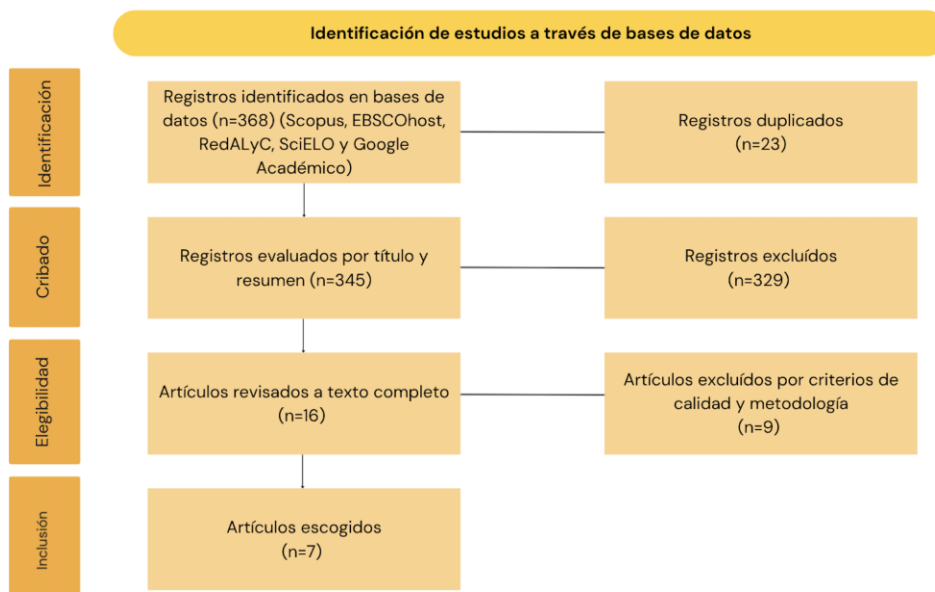 Identificación de estudios a través de bases de datos
Identificación
Registros identificados en bases de
datos (n=368) (Scopus, EBSCOhost,
RedALyC, SciELO y Google
Académico)
Registros duplicados
(n=23)
Cribado
Registros evaluados por título y
resumen (n=345)
Registros excluídos
(n=329)
Elegibilidad
Artículos revisados a texto completo
(n=16)
Artículos excluídos por criterios de
calidad y metodología
(n=9)
Inclusión
Artículos escogidos
(n=7)